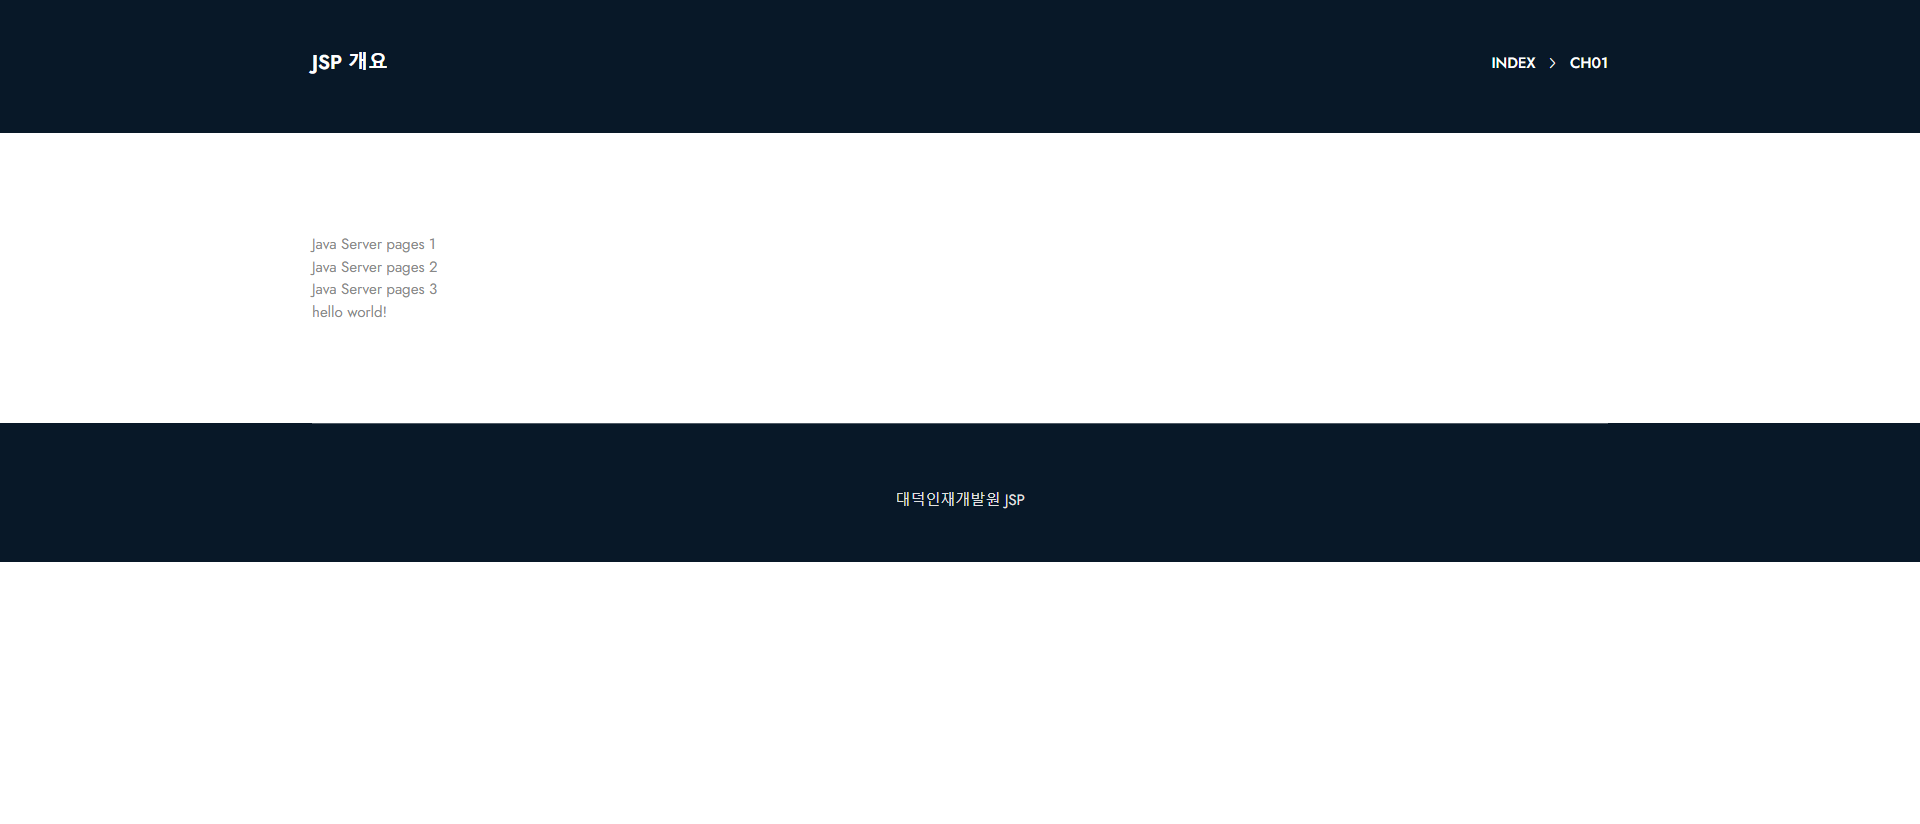 JSP 개요
INDEX > CH01
Java Server pages 1
Java Server pages 2
Java Server pages 3
hello world!
대덕인재개발원 JSP